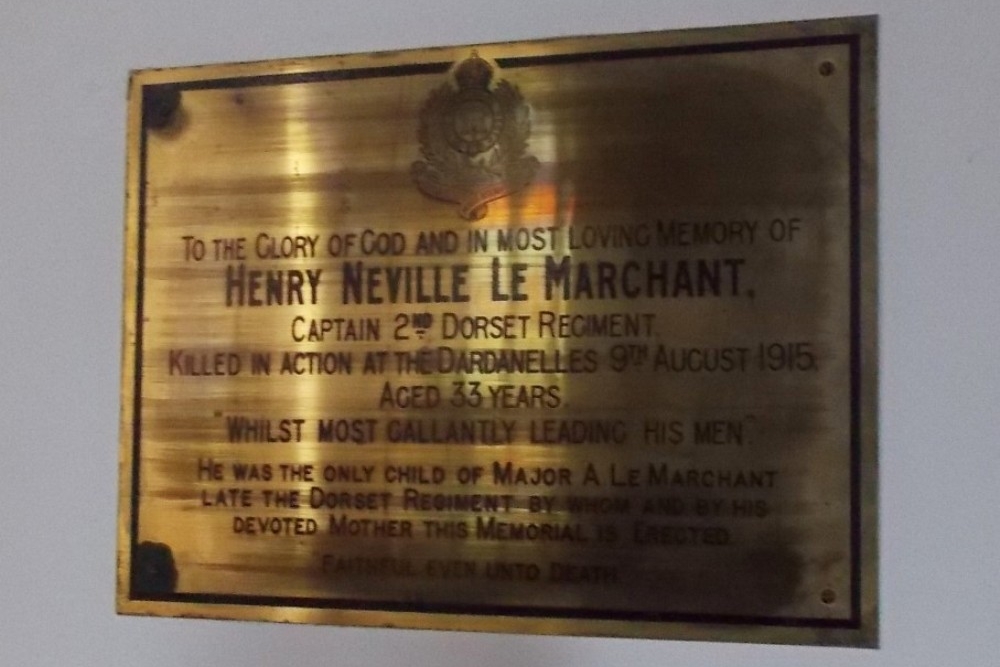 TO THE GLORY OF GOD AND IN MOST LOVING MEMORY OF
HENRY NEVILLE LE MARCHANT,
CAPTAIN 2ND DORSET REGIMENT,
KILLED IN ACTION AT THE DARDANELLES 9TH AUGUST 1915,
AGED 33 YEARS.
"WHILST MOST GALLANTLY LEADING HIS MEN".
HE WAS THE ONLY CHILD OF MAJOR A LE MARCHANT
LATE THE DORSET REGIMENT BY WHOM AND BY HIS
DEVOTED MOTHER THIS MEMORIAL IS ERECTED.
FAITHFUL EVEN UNTO DEATH